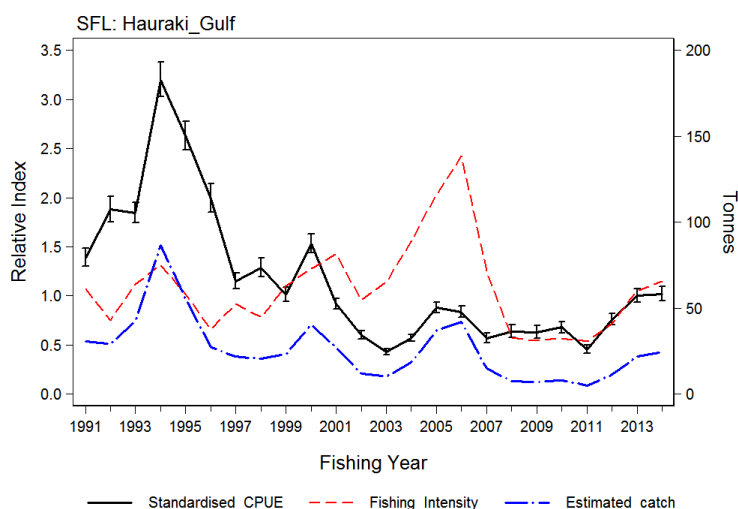 SFL: Hauraki_Gulf
3.5
3.0
2.5
2.0
1.5
1.0
0.5
0.0
Relative Index
200
150
100
50
0
Tonnes
1991 1993 1995 1997 1999 2001 2003 2005 2007 2009 2011 2013
Fishing Year
Standardised CPUE Fishing Intensity Estimated catch